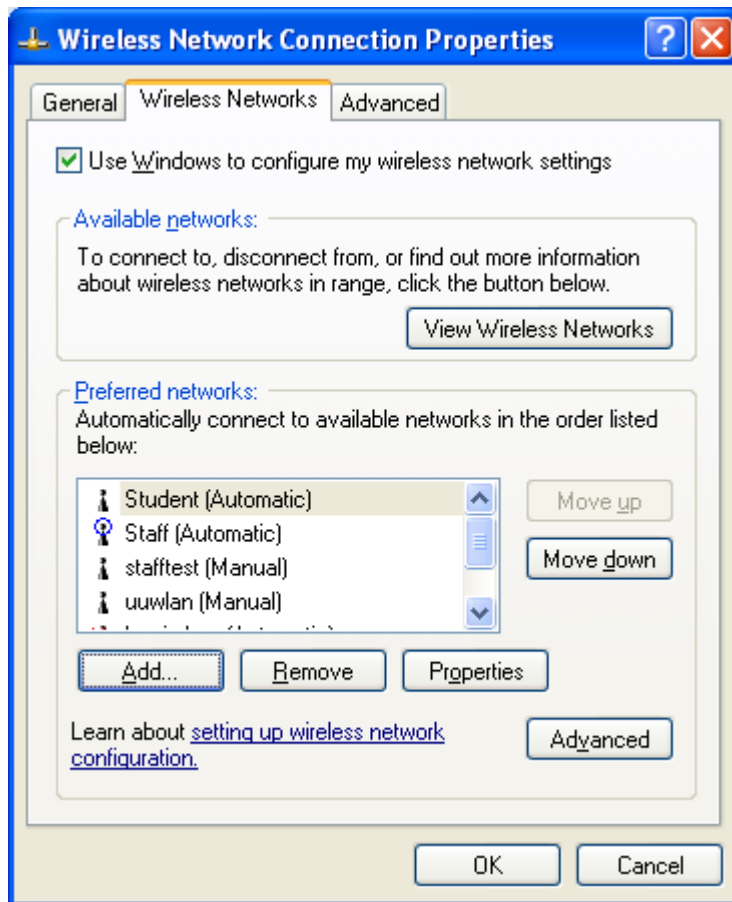 Wireless Network Connection Properties
General Wireless Networks Advanced
Use Windows to configure my wireless network settings
Available networks:
To connect to, disconnect from, or find out more information
about wireless networks in range, click the button below.
View Wireless Networks
Preferred networks:
Automatically connect to available networks in the order listed
below:
Student (Automatic)
Staff (Automatic)
stafftest (Manual)
uuwlan (Manual)
Move up
Move down
Add... Remove Properties
Learn about setting up wireless network
configuration.
Advanced
OK Cancel